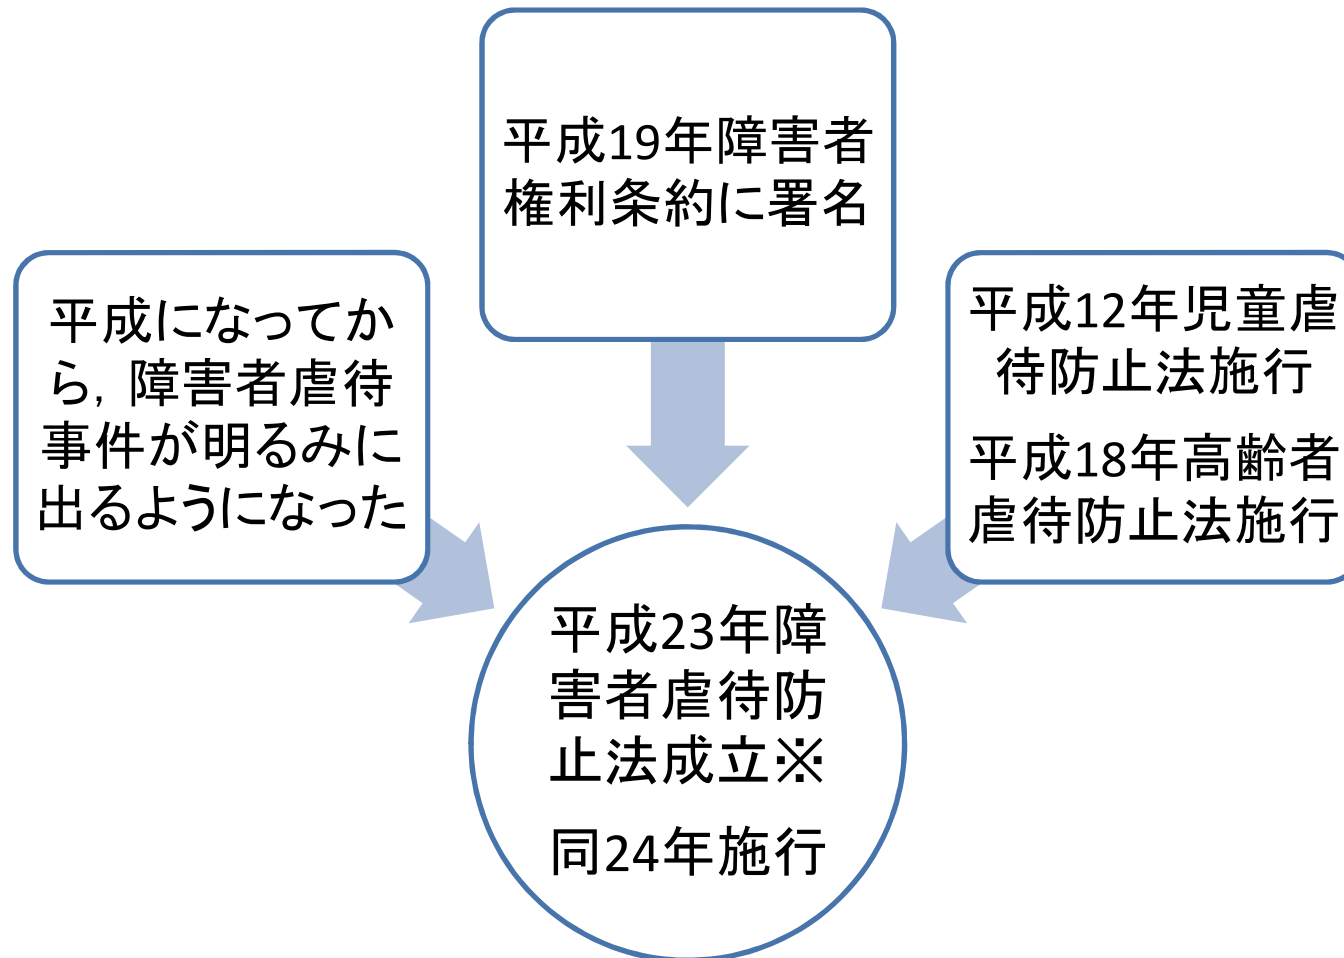 平成19年障害者
権利条約に署名
平成になってか
ら，障害者虐待
事件が明るみに
出るようになった
平成12年児童虐
待防止法施行
平成18年高齢者
虐待防止法施行
平成23年障
害者虐待防
止法成立※
同24年施行